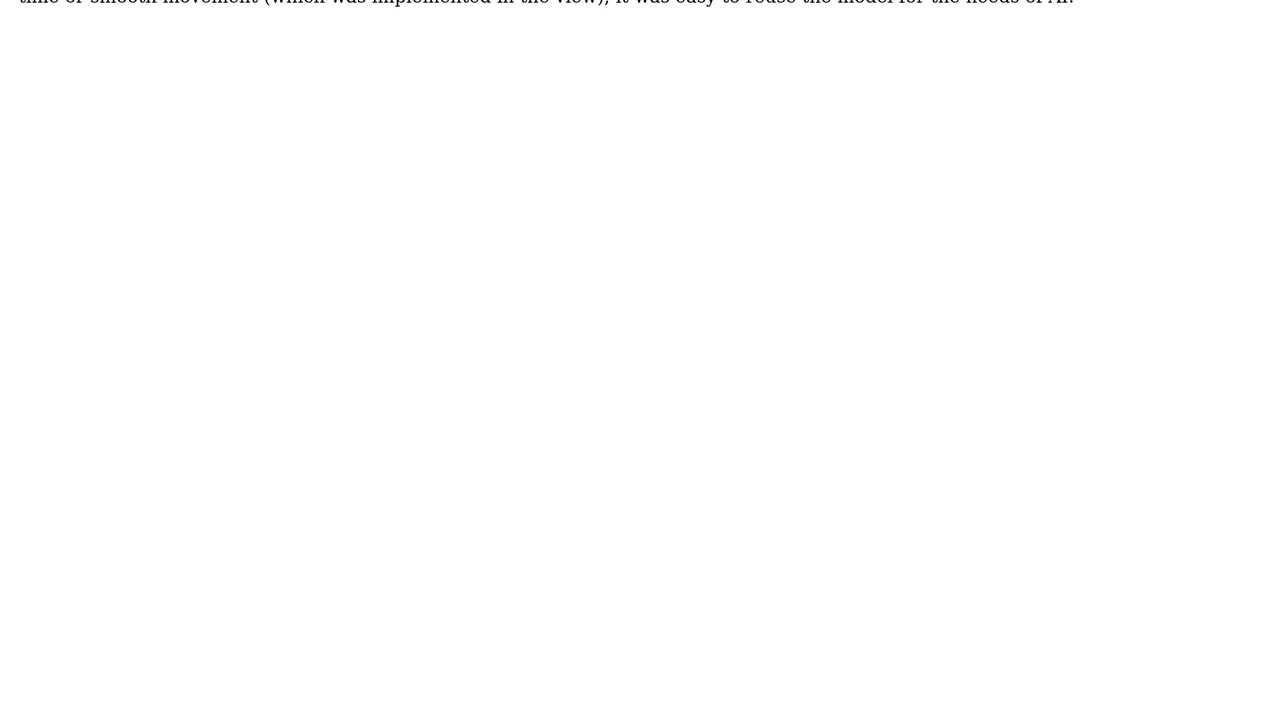 time or smooth movement (which was implemented in the view), it was easy to reuse the model for the needs of AI.